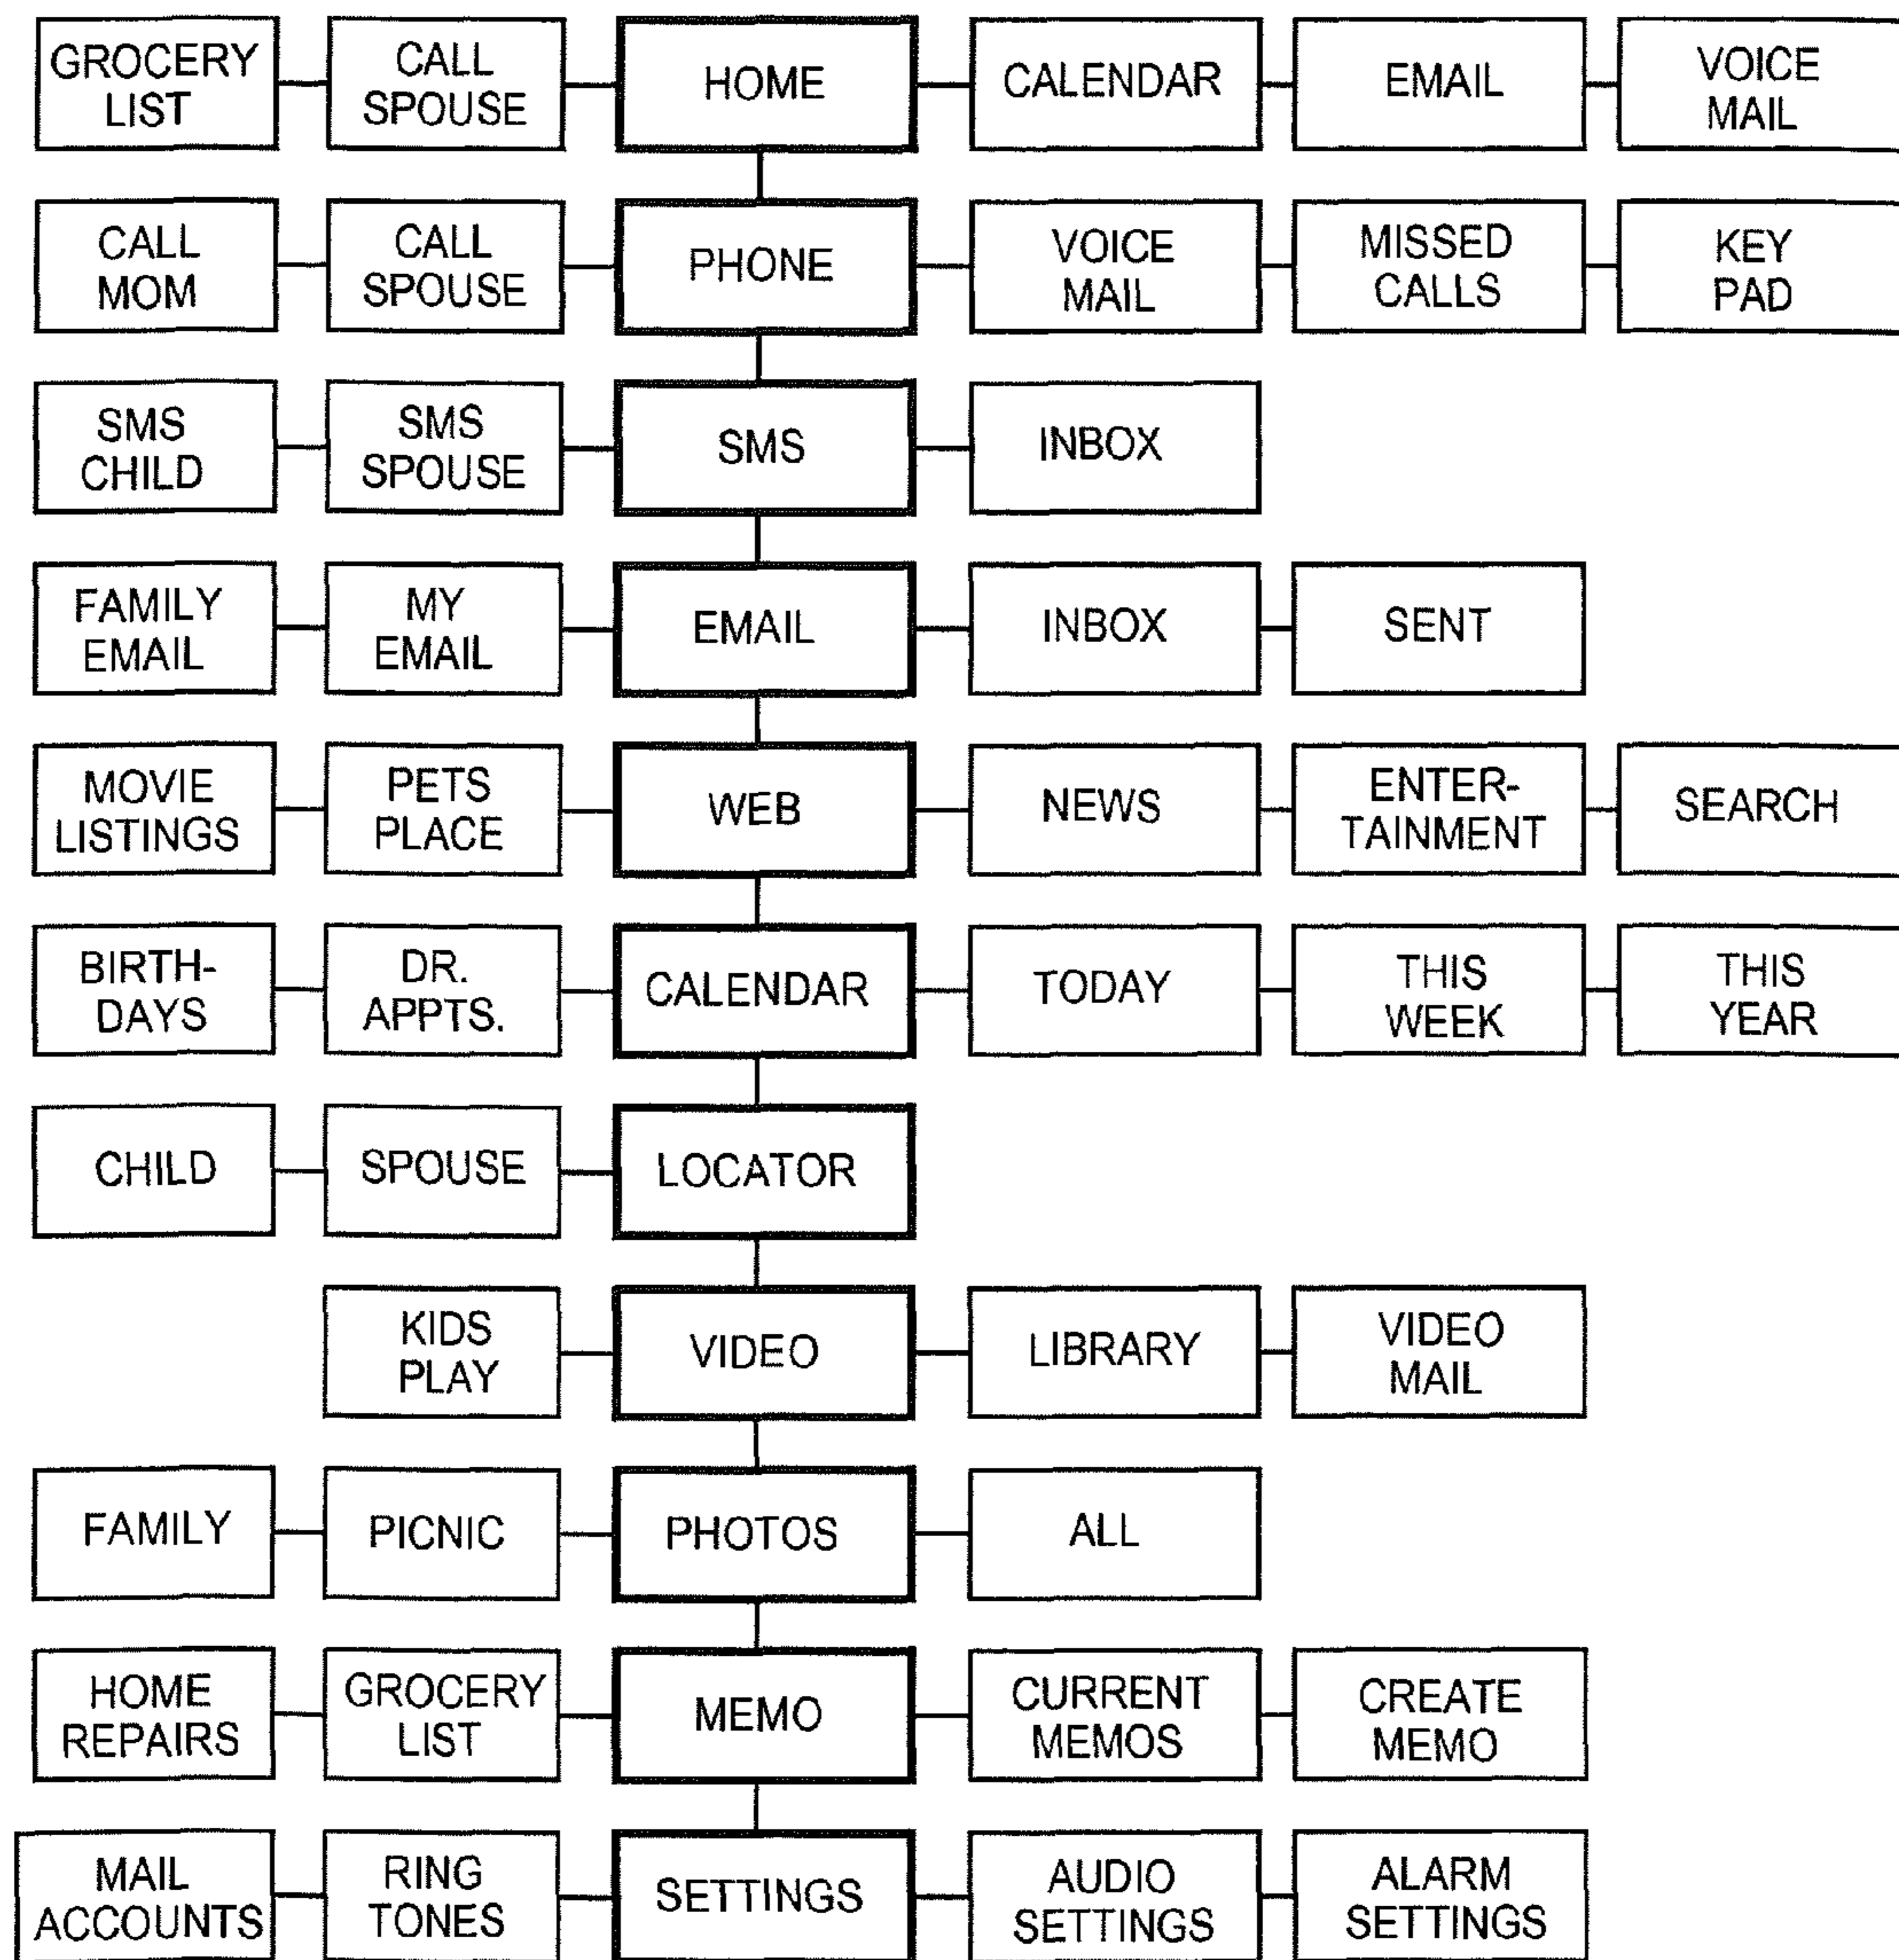 GROCERY
LIST
CALL
SPOUSE
HOME
CALENDAR
EMAIL
VOICE
MAIL
CALL
MOM
CALL
SPOUSE
PHONE
VOICE
MAIL
MISSED
CALLS
KEY
PAD
SMS
CHILD
SMS
SPOUSE
SMS
INBOX
FAMILY
EMAIL
MY
EMAIL
EMAIL
INBOX
SENT
MOVIE
LISTINGS
PETS
PLACE
WEB
NEWS
ENTER-
TAINMENT
SEARCH
BIRTH-
DAYS
DR.
APPTS.
CALENDAR
TODAY
THIS
WEEK
THIS
YEAR
CHILD
SPOUSE
LOCATOR
KIDS
PLAY
VIDEO
LIBRARY
VIDEO
MAIL
FAMILY
PICNIC
PHOTOS
ALL
HOME
REPAIRS
GROCERY
LIST
MEMO
CURRENT
MEMOS
CREATE
MEMO
MAIL
ACCOUNTS
RING
TONES
SETTINGS
AUDIO
SETTINGS
ALARM
SETTINGS